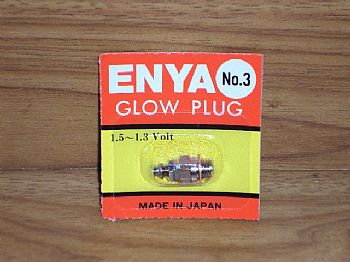 ENYA No.3
GLOW PLUG
1.5~1.3 Volt
MADE IN JAPAN